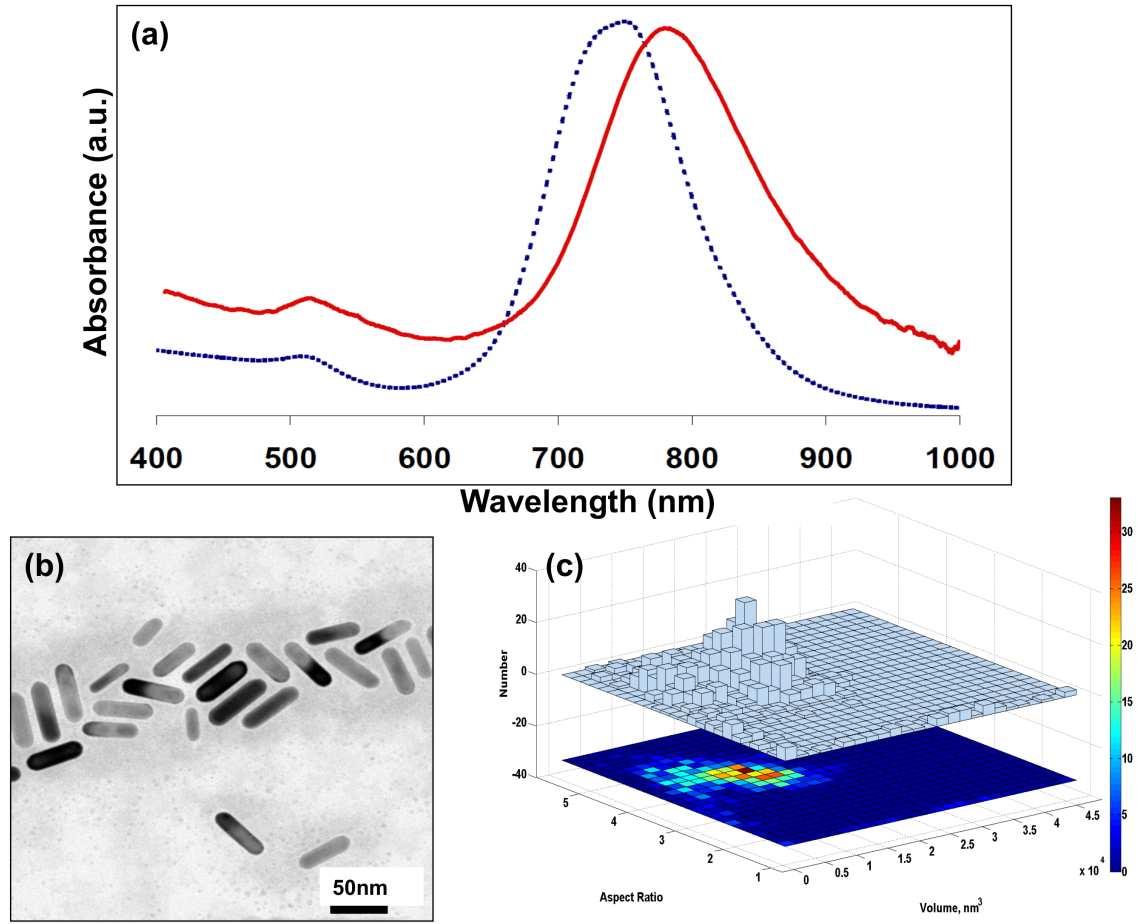 (a)
Absorbance (a.u.)
400 500 600 700 800 900 1000
Wavelength (nm)
(b)
50nm
(c)
40
20
0
-20
-40
Number
5
4
3
2
1
Aspect Ratio
0
0.5
1
1.5
2
2.5
3
3.5
4
4.5
x 10⁴
Volume, nm³
30
25
20
15
10
5
0